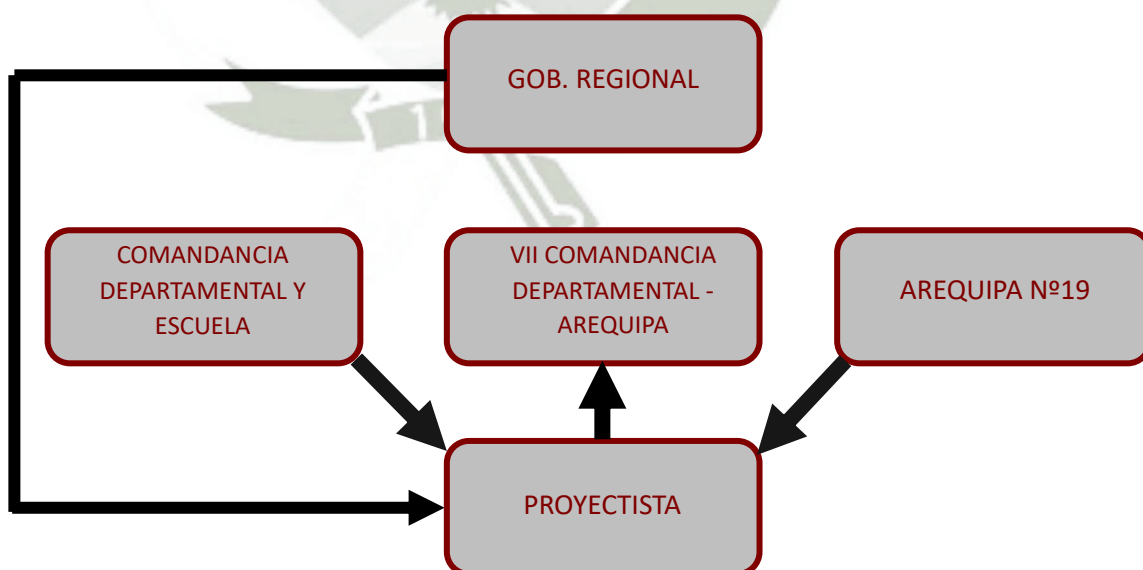 GOB. REGIONAL
COMANDANCIA
DEPARTAMENTAL Y
ESCUELA
VII COMANDANCIA
DEPARTAMENTAL -
AREQUIPA
AREQUIPA Nº19
PROYECTISTA